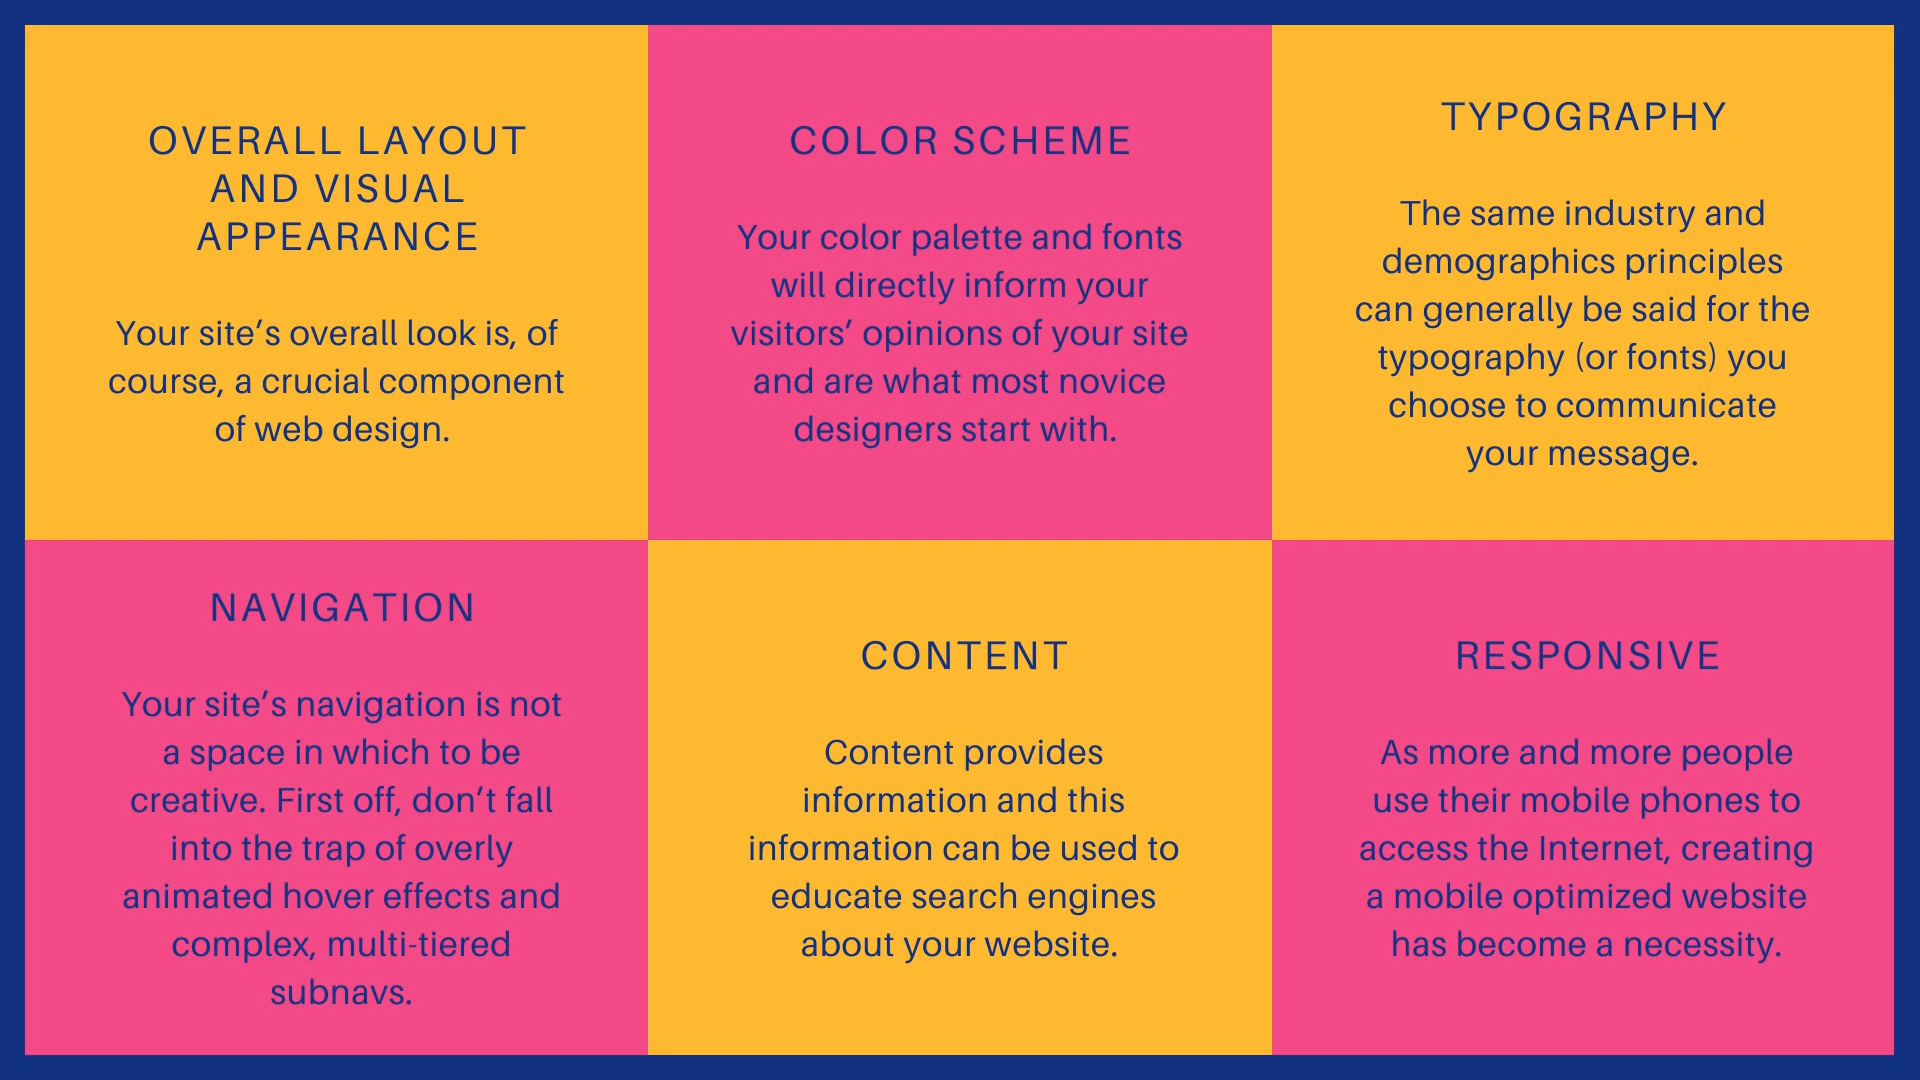 OVERALL LAYOUT
AND VISUAL
APPEARANCE
Your site’s overall look is, of
course, a crucial component
of web design.
COLOR SCHEME
Your color palette and fonts
will directly inform your
visitors’ opinions of your site
and are what most novice
designers start with.
TYPOGRAPHY
The same industry and
demographics principles
can generally be said for the
typography (or fonts) you
choose to communicate
your message.
NAVIGATION
Your site’s navigation is not
a space in which to be
creative. First off, don’t fall
into the trap of overly
animated hover effects and
complex, multi-tiered
subnavs.
CONTENT
Content provides
information and this
information can be used to
educate search engines
about your website.
RESPONSIVE
As more and more people
use their mobile phones to
access the Internet, creating
a mobile optimized website
has become a necessity.